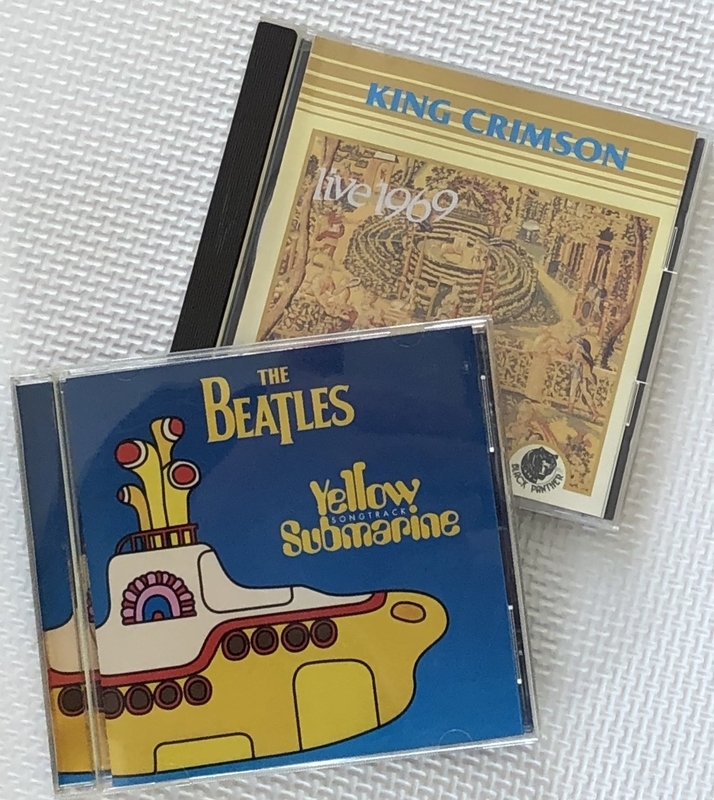 KING CRIMSON
live 1969
BLACK PANTHER
THE
BEATLES
Yellow
SONGTRACK
Submarine